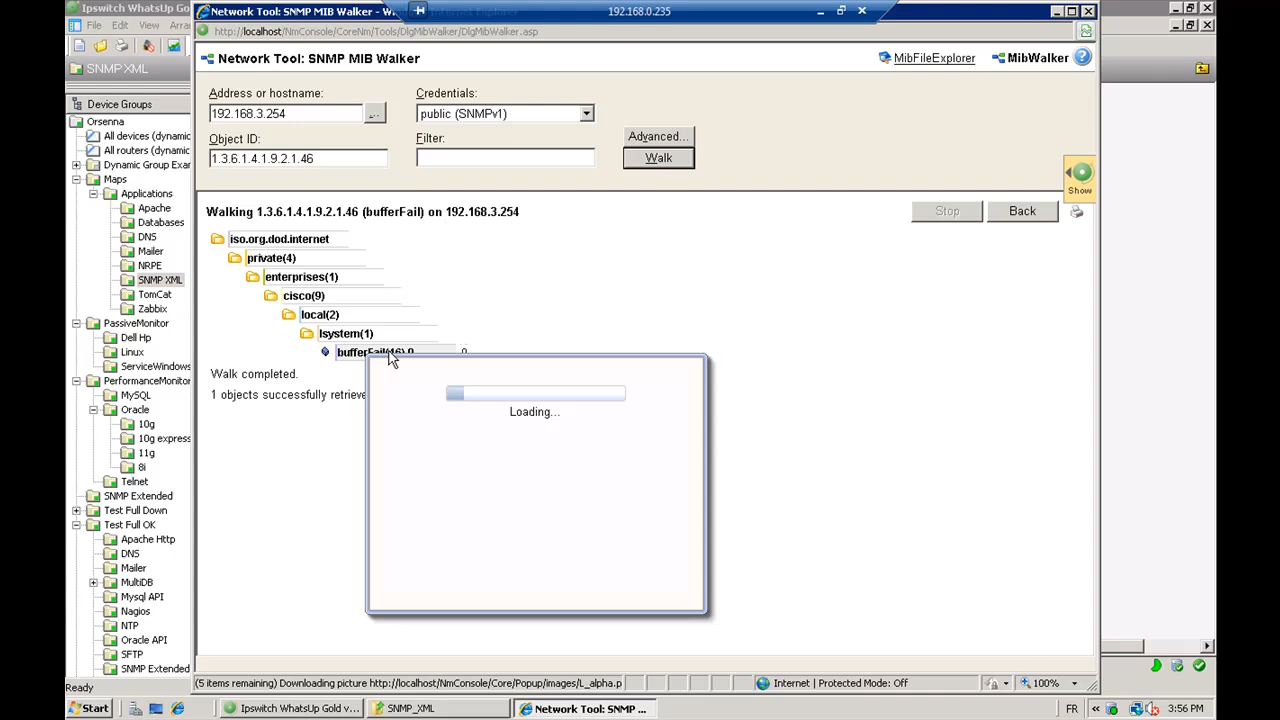 Ipswitch WhatsUp Gold
Network Tool: SNMP MIB Walker - W
192.168.0.235
File Edit View Arra
http://localhost/NmConsole/CoreNm/Tools/DlgMibWalker/DlgMibWalker.asp
Network Tool: SNMP MIB Walker
MibFileExplorer
MibWalker
SNMP XML
Address or hostname:
Credentials:
192.168.3.254
...
public (SNMPv1)
Object ID:
Filter:
Advanced...
1.3.6.1.4.1.9.2.1.46
Walk
Show
Walking 1.3.6.1.4.1.9.2.1.46 (bufferFail) on 192.168.3.254
Stop
Back
iso.org.dod.internet
private(4)
enterprises(1)
cisco(9)
local(2)
lsystem(1)
0
Walk completed.
1 objects successfully retrieve
Loading...
Device Groups
Orsenna
All devices (dynamic
All routers (dynamic
Dynamic Group Exar
Maps
Applications
Apache
Databases
DNS
Mailer
NRPE
SNMP XML
TomCat
Zabbix
PassiveMonitor
Dell Hp
Linux
ServiceWindows
PerformanceMonito
MySQL
Oracle
10g
10g express
11g
8i
Telnet
SNMP Extended
Test Full Down
Test Full OK
Apache Http
DNS
Mailer
MultiDB
Mysql API
Nagios
NTP
Oracle API
SFTP
SNMP Extended
Ready
(5 items remaining) Downloading picture http://localhost/NmConsole/Core/Popup/images/L_alpha.p
Internet | Protected Mode: Off
100%
Start
Ipswitch WhatsUp Gold v...
SNMP_XML
Network Tool: SNMP ...
FR
3:56 PM